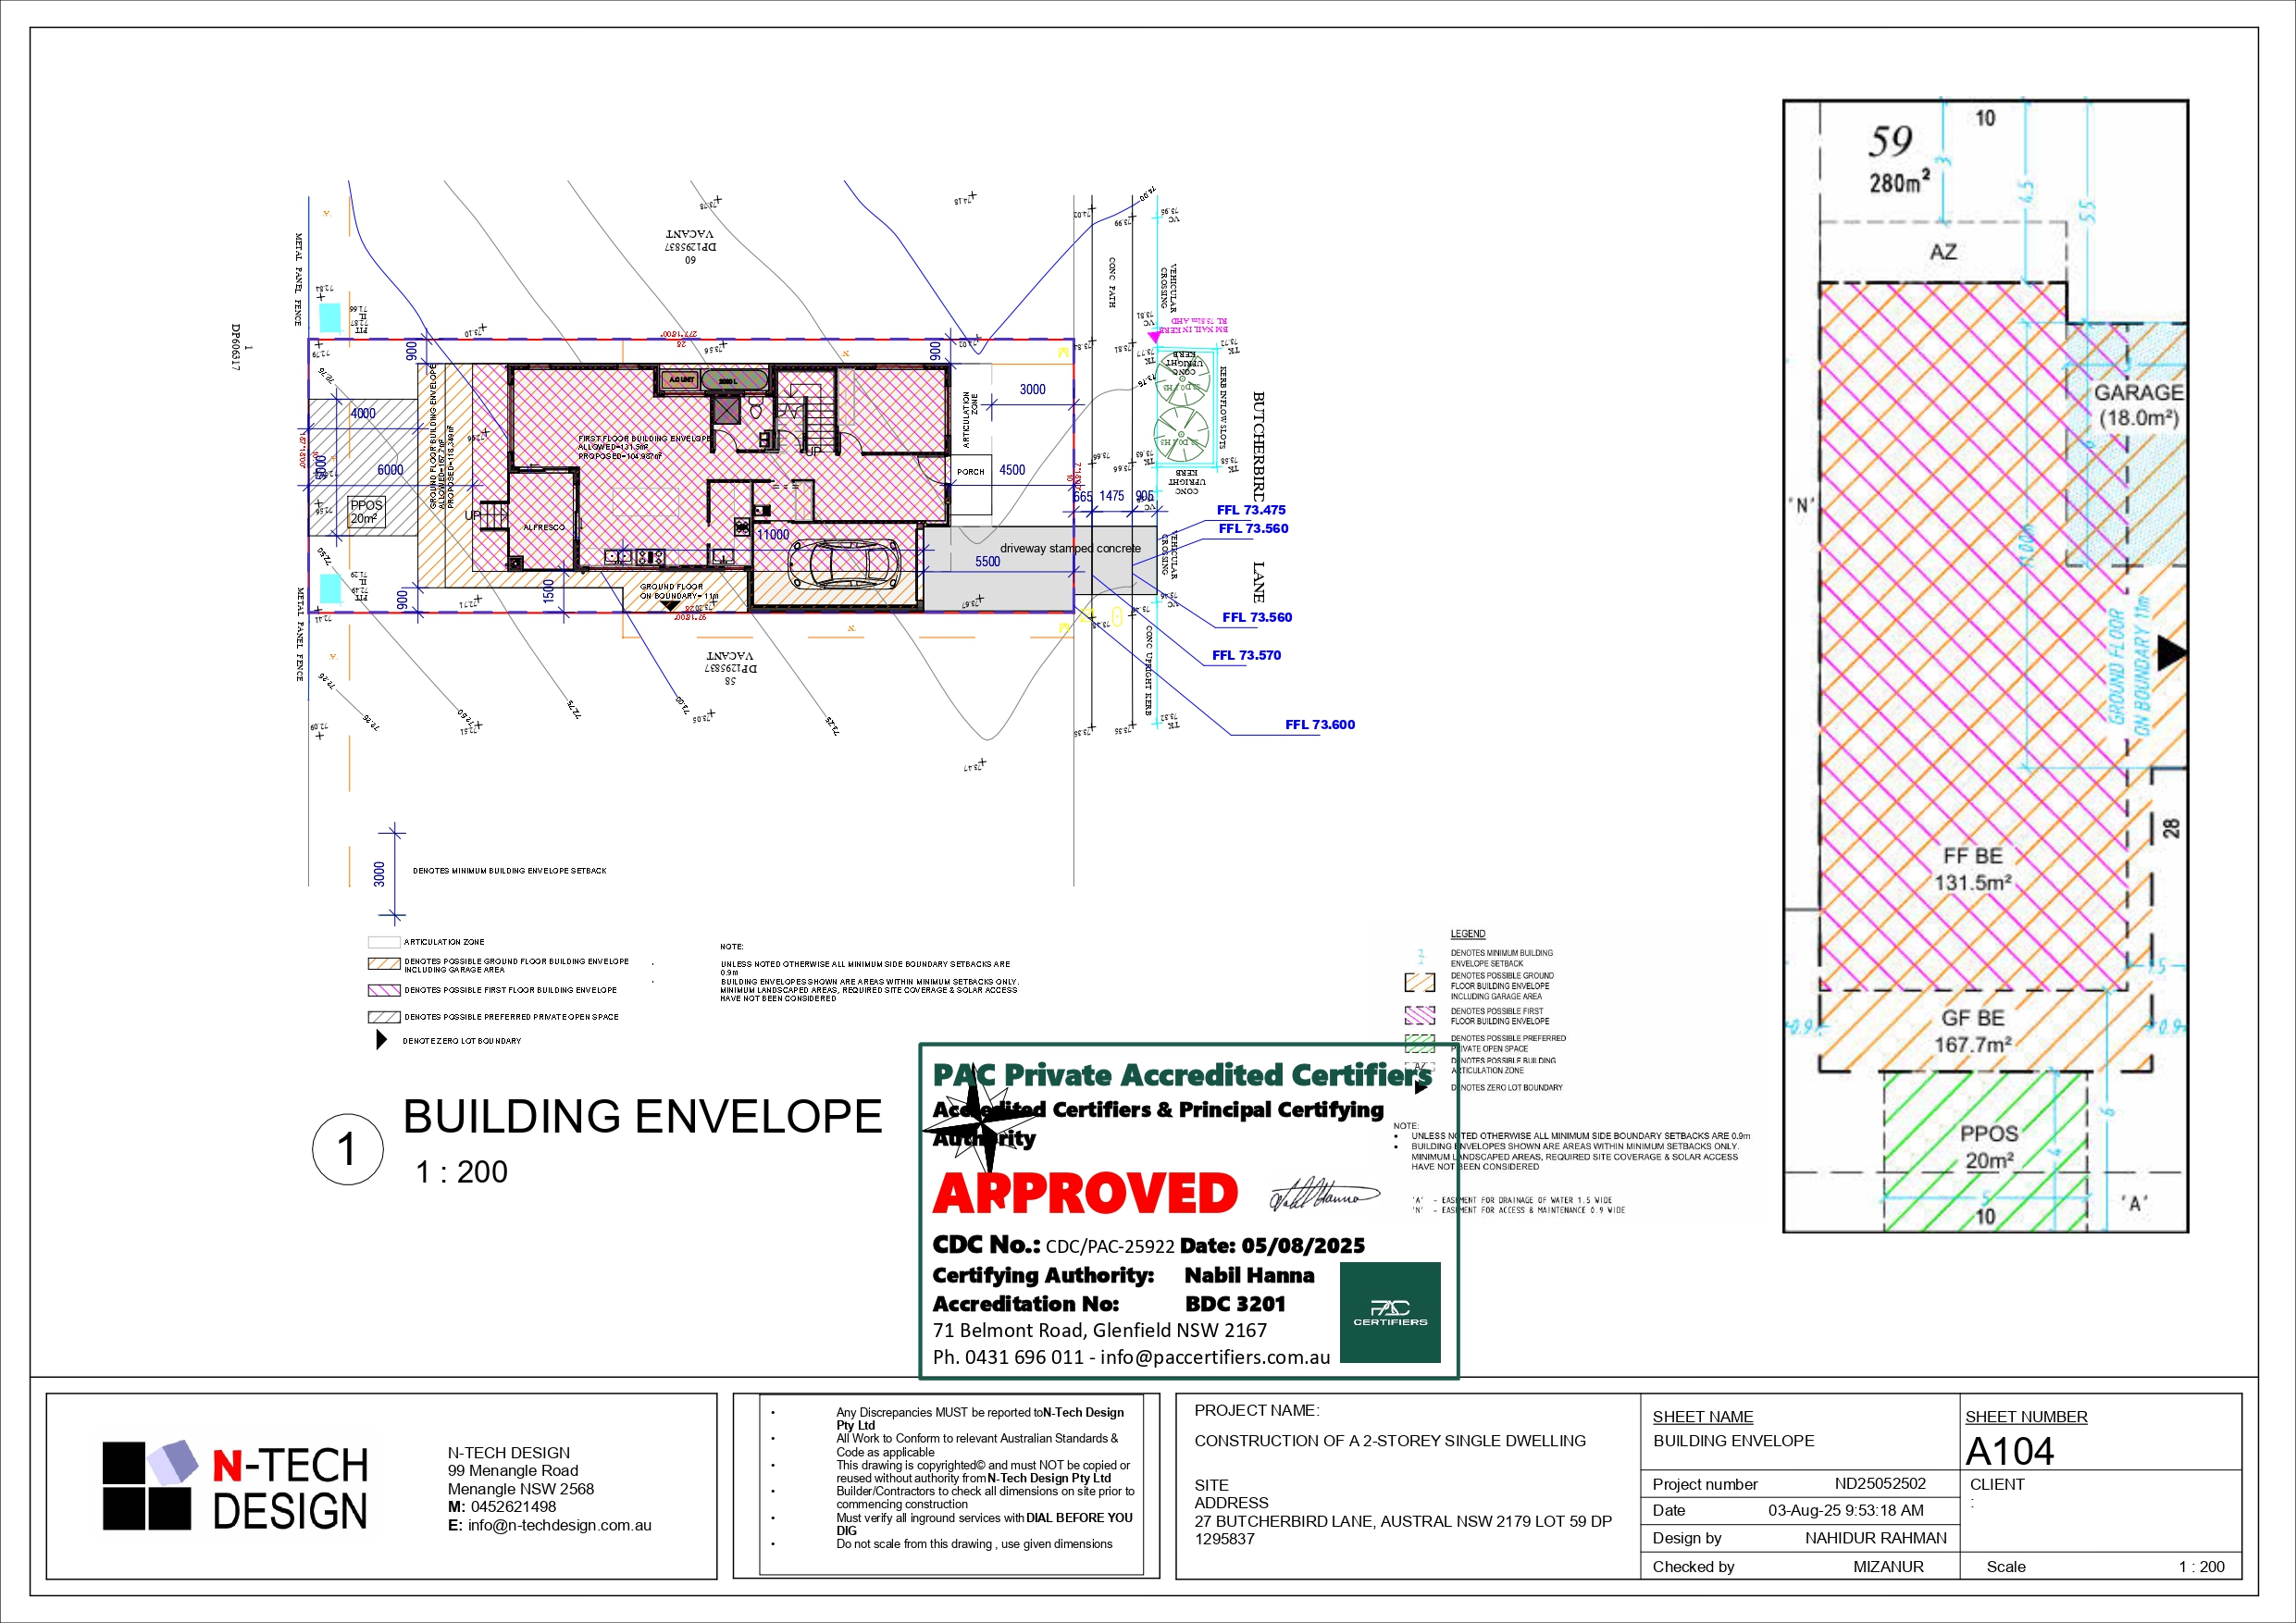 60
DP1295837
VACANT
METAL PANEL FENCE
1
DP606317
CONC PATH
VEHICULAR
CROSSING
BM NAIL IN KERB
KERB INFLOW SLOTS
BUTCHERBIRD LANE
900
900
3000
ARTICULATION
ZONE
4000
6000
GROUND FLOOR BUILDING ENVELOPE
FIRST FLOOR BUILDING ENVELOPE
ALLOWED=131.5m²
PROPOSED=104.987m²
UP
PORCH
4500
665 1475 905
PPOS
20m²
UP
ALFRESCO
11000
driveway stamped concrete
5500
GROUND FLOOR
ON BOUNDARY= 11m
900
1500
FFL 73.475
FFL 73.560
FFL 73.560
FFL 73.570
FFL 73.600
METAL PANEL FENCE
CONC UPRIGHT KERB
58
DP1295837
VACANT
3000
DENOTES MINIMUM BUILDING ENVELOPE SETBACK
ARTICULATION ZONE
DENOTES POSSIBLE GROUND FLOOR BUILDING ENVELOPE
INCLUDING GARAGE AREA
DENOTES POSSIBLE FIRST FLOOR BUILDING ENVELOPE
DENOTES POSSIBLE PREFERRED PRIVATE OPEN SPACE
DENOTE ZERO LOT BOUNDARY
NOTE:
UNLESS NOTED OTHERWISE ALL MINIMUM SIDE BOUNDARY SETBACKS ARE
0.9m
BUILDING ENVELOPES SHOWN ARE AREAS WITHIN MINIMUM SETBACKS ONLY.
MINIMUM LANDSCAPED AREAS, REQUIRED SITE COVERAGE & SOLAR ACCESS
HAVE NOT BEEN CONSIDERED
1
BUILDING ENVELOPE
1 : 200
10
59
280m²
3
4.5
5.5
AZ
GARAGE
(18.0m²)
'N'
GROUND FLOOR
ON BOUNDARY 11m
28
FF BE
131.5m²
1.5
GF BE
167.7m²
0.9
0.9
PPOS
20m²
4
6
5
10
'A'
LEGEND
DENOTES MINIMUM BUILDING
ENVELOPE SETBACK
DENOTES POSSIBLE GROUND
FLOOR BUILDING ENVELOPE
INCLUDING GARAGE AREA
DENOTES POSSIBLE FIRST
FLOOR BUILDING ENVELOPE
DENOTES POSSIBLE PREFERRED
PRIVATE OPEN SPACE
DENOTES POSSIBLE BUILDING
ARTICULATION ZONE
DENOTES ZERO LOT BOUNDARY
NOTE:
• UNLESS NOTED OTHERWISE ALL MINIMUM SIDE BOUNDARY SETBACKS ARE 0.9m
• BUILDING ENVELOPES SHOWN ARE AREAS WITHIN MINIMUM SETBACKS ONLY.
MINIMUM LANDSCAPED AREAS, REQUIRED SITE COVERAGE & SOLAR ACCESS
HAVE NOT BEEN CONSIDERED
'A' - EASEMENT FOR DRAINAGE OF WATER 1.5 WIDE
'N' - EASEMENT FOR ACCESS & MAINTENANCE 0.9 WIDE
PAC Private Accredited Certifiers
Accredited Certifiers & Principal Certifying
Authority
APPROVED
CDC No.: CDC/PAC-25922 Date: 05/08/2025
Certifying Authority: Nabil Hanna
Accreditation No: BDC 3201
71 Belmont Road, Glenfield NSW 2167
Ph. 0431 696 011 - info@paccertifiers.com.au
PAC
CERTIFIERS
N-TECH
DESIGN
N-TECH DESIGN
99 Menangle Road
Menangle NSW 2568
M: 0452621498
E: info@n-techdesign.com.au
• Any Discrepancies MUST be reported toN-Tech Design
Pty Ltd
• All Work to Conform to relevant Australian Standards &
Code as applicable
• This drawing is copyrighted© and must NOT be copied or
reused without authority from N-Tech Design Pty Ltd
• Builder/Contractors to check all dimensions on site prior to
commencing construction
• Must verify all inground services with DIAL BEFORE YOU
DIG
• Do not scale from this drawing , use given dimensions
PROJECT NAME:
CONSTRUCTION OF A 2-STOREY SINGLE DWELLING
SITE
ADDRESS
27 BUTCHERBIRD LANE, AUSTRAL NSW 2179 LOT 59 DP
1295837
SHEET NAME
BUILDING ENVELOPE
Project number ND25052502
Date 03-Aug-25 9:53:18 AM
Design by NAHIDUR RAHMAN
Checked by MIZANUR
SHEET NUMBER
A104
CLIENT
:
Scale 1 : 200